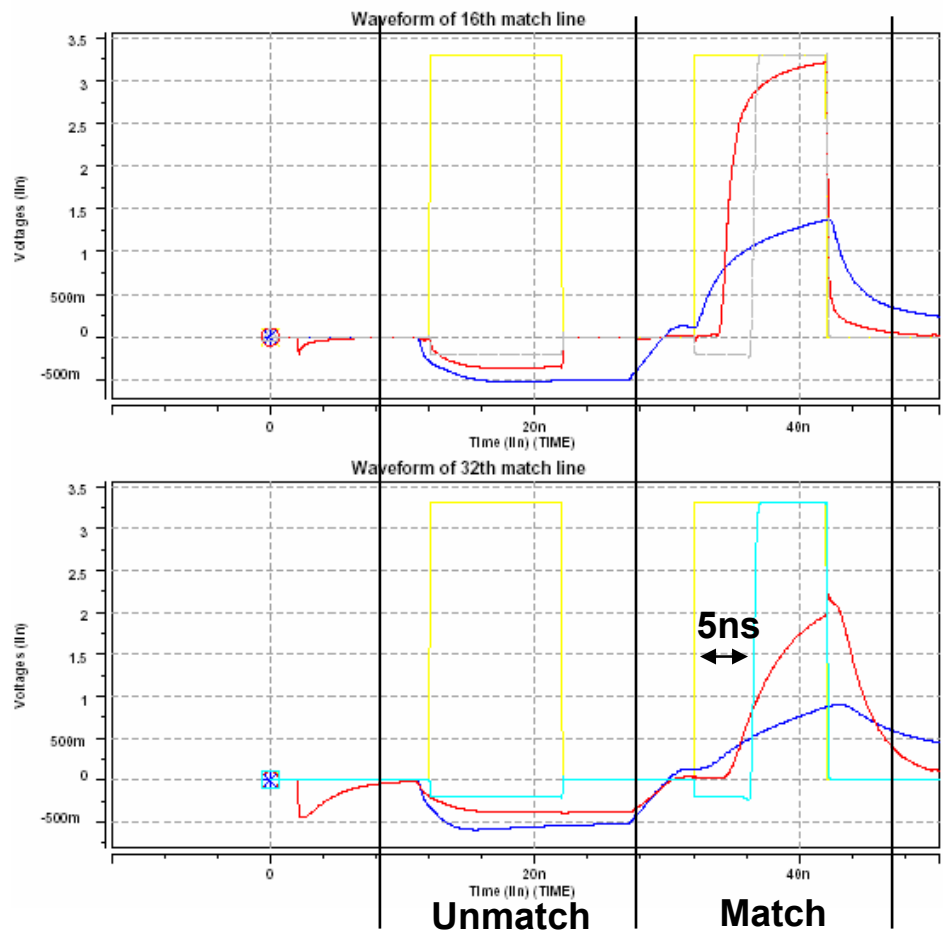 Waveform of 16th match line
3.5
3
2.5
2
1.5
1
500m
0
-500m
Voltages (lin)
0
20n
40n
Time (lin) (TIME)
Waveform of 32th match line
3.5
3
2.5
2
1.5
1
500m
0
-500m
Voltages (lin)
5ns
0
20n
40n
Time (lin) (TIME)
Unmatch
Match